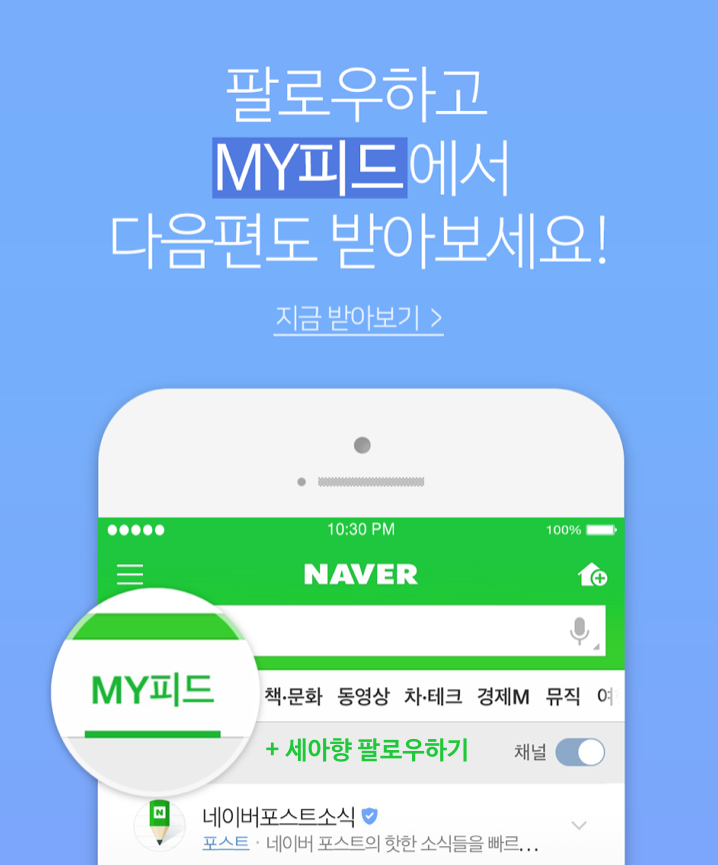 팔로우하고
MY피드에서
다음편도 받아보세요!
지금 받아보기 >
10:30 PM 100%
NAVER
MY피드 책·문화 동영상 차·테크 경제M 뮤직 여
+ 세아향 팔로우하기 채널
N 네이버포스트소식
포스트 · 네이버 포스트의 핫한 소식들을 빠르...